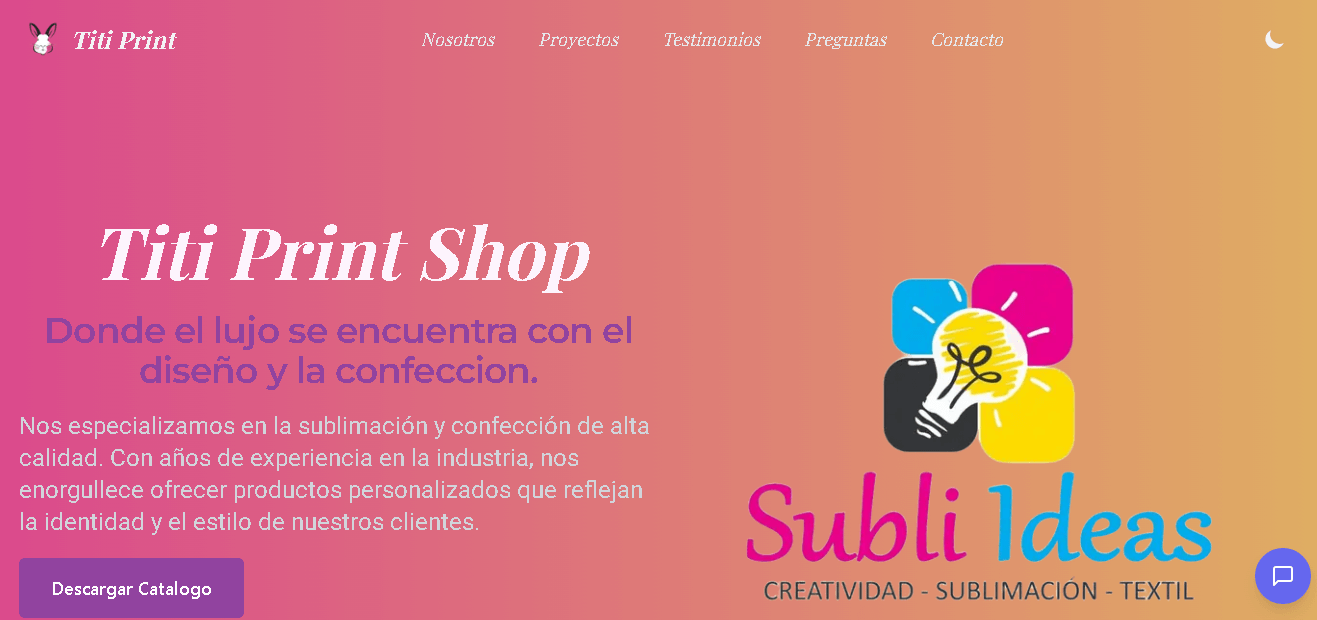 Titi Print
Nosotros Proyectos Testimonios Preguntas Contacto
Titi Print Shop
Donde el lujo se encuentra con el
diseño y la confeccion.
Nos especializamos en la sublimación y confección de alta
calidad. Con años de experiencia en la industria, nos
enorgullece ofrecer productos personalizados que reflejan
la identidad y el estilo de nuestros clientes.
Descargar Catalogo
Subli Ideas
CREATIVIDAD - SUBLIMACIÓN - TEXTIL